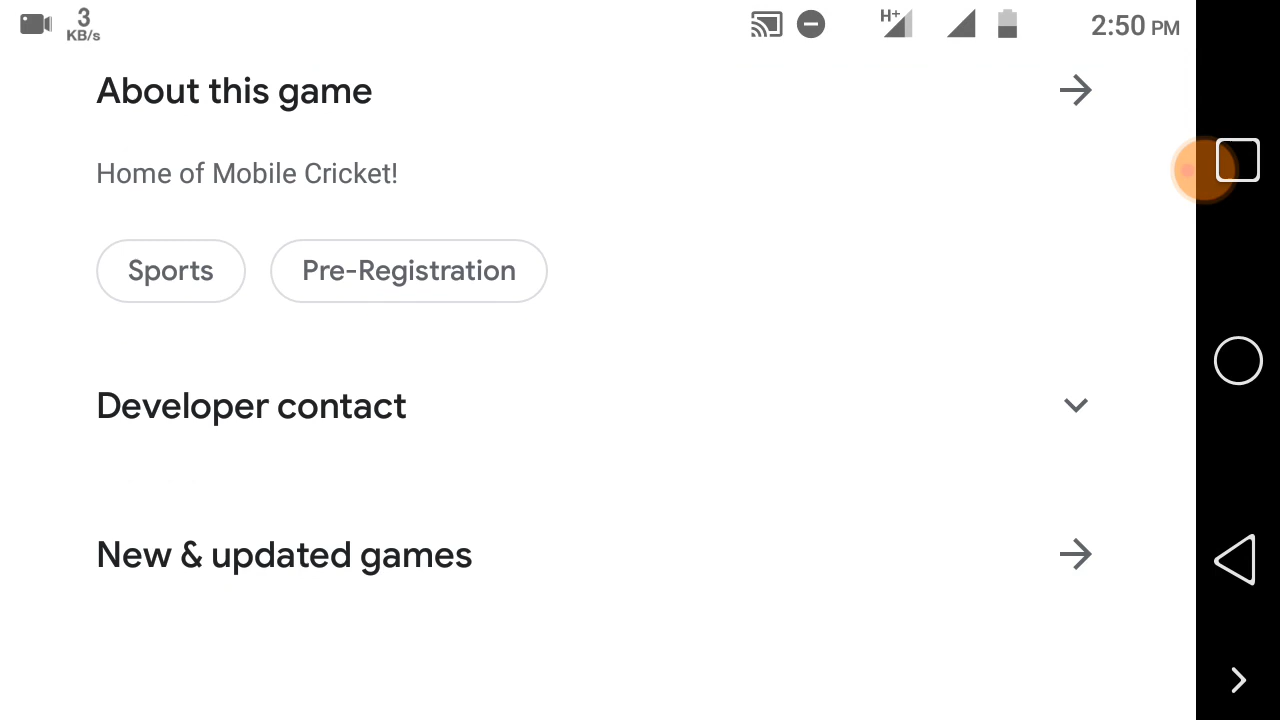 3
KB/s
H+
2:50 PM
About this game
Home of Mobile Cricket!
Sports
Pre-Registration
Developer contact
New & updated games